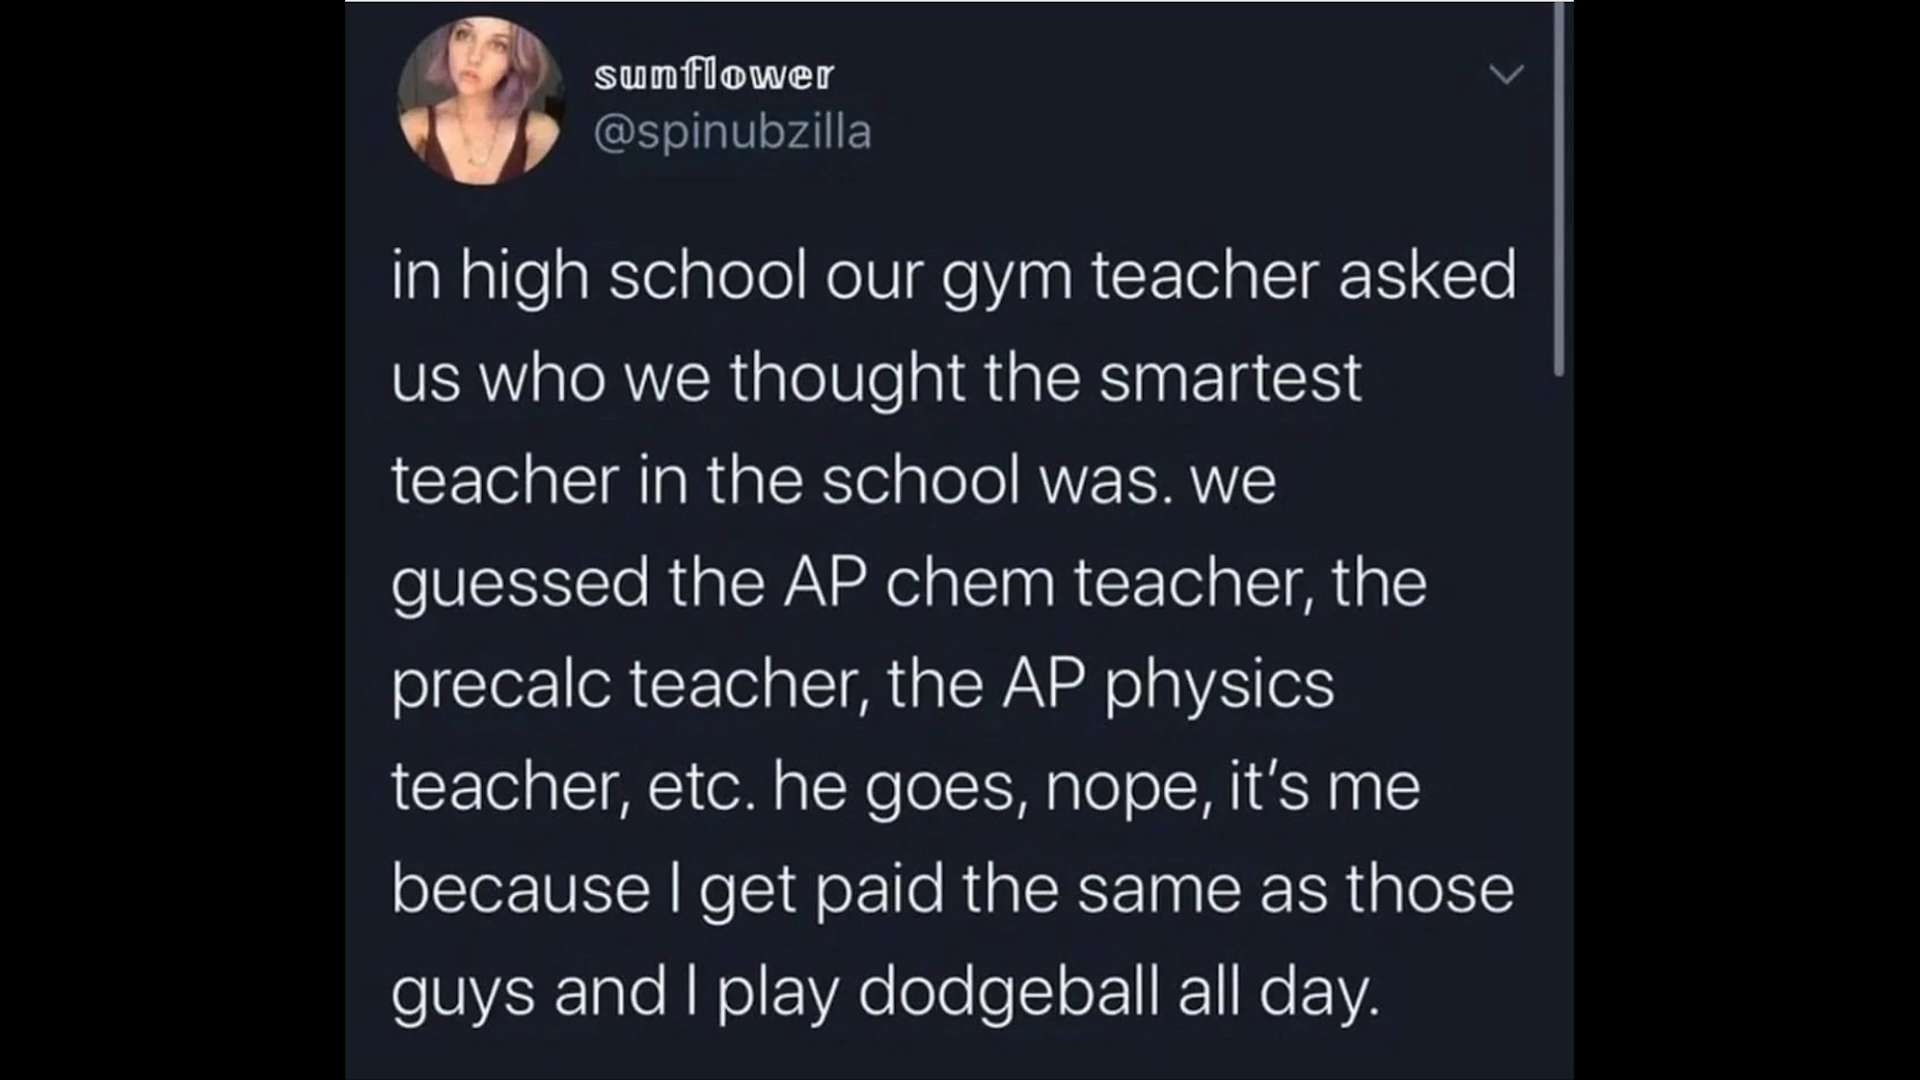 sunflower
@spinubzilla
in high school our gym teacher asked
us who we thought the smartest
teacher in the school was. we
guessed the AP chem teacher, the
precalc teacher, the AP physics
teacher, etc. he goes, nope, it’s me
because I get paid the same as those
guys and I play dodgeball all day.